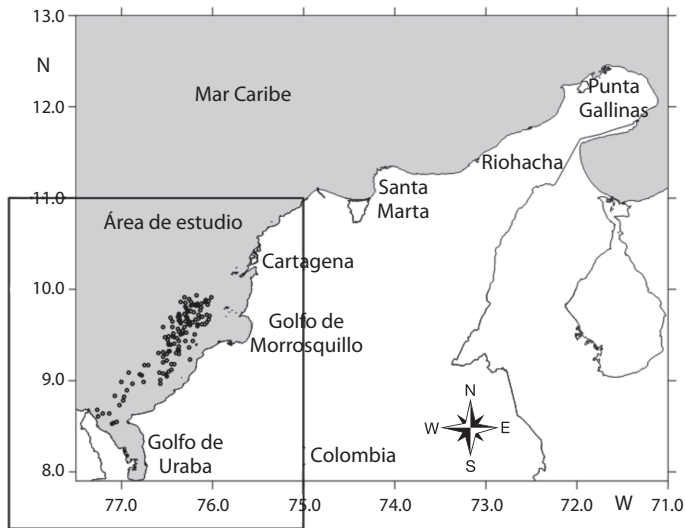 13.0
N
Mar Caribe
Punta
Gallinas
12.0
Riohacha
Santa
Marta
11.0
Área de estudio
Cartagena
10.0
Golfo de
Morrosquillo
9.0
N
W E
S
Golfo de
Uraba
Colombia
8.0
77.0 76.0 75.0 74.0 73.0 72.0 W 71.0